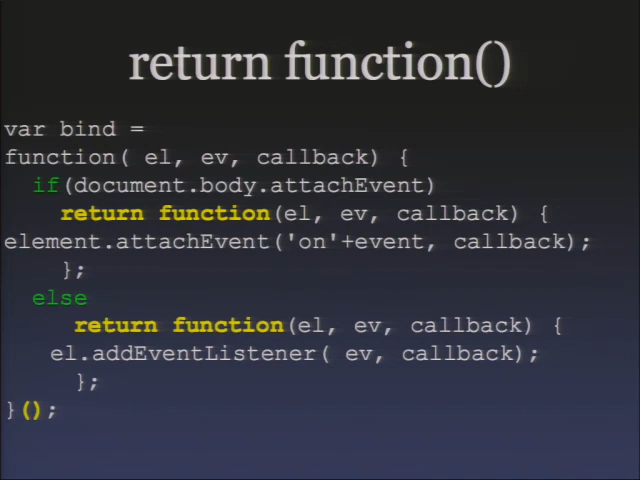 return function()
var bind =
function( el, ev, callback) {
if(document.body.attachEvent)
return function(el, ev, callback) {
element.attachEvent('on'+event, callback);
};
else
return function(el, ev, callback) {
el.addEventListener( ev, callback);
};
}();